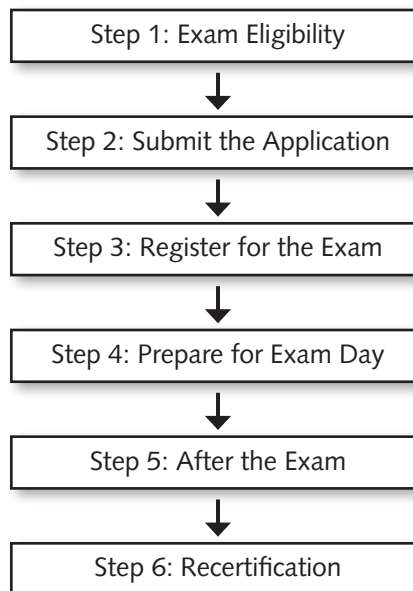 Step 1: Exam Eligibility
Step 2: Submit the Application
Step 3: Register for the Exam
Step 4: Prepare for Exam Day
Step 5: After the Exam
Step 6: Recertification